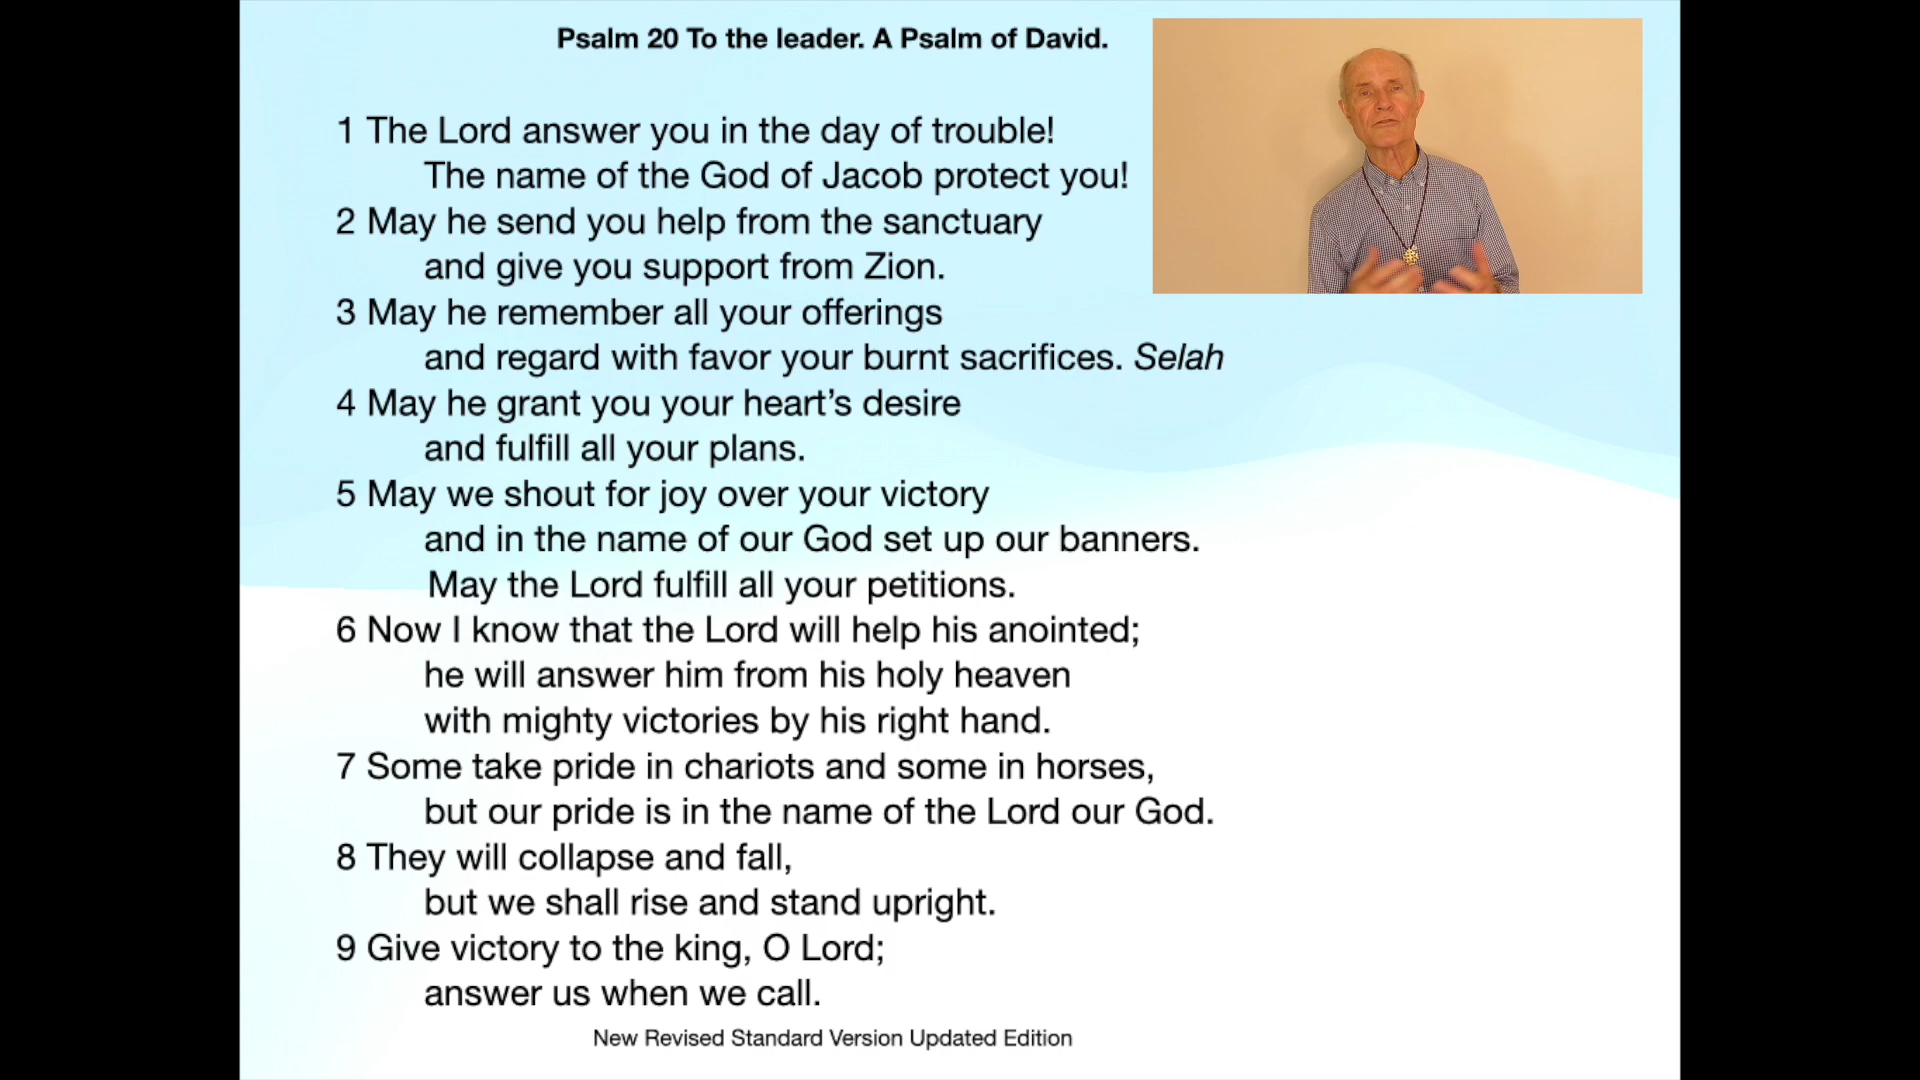 Psalm 20 To the leader. A Psalm of David.
1 The Lord answer you in the day of trouble!
The name of the God of Jacob protect you!
2 May he send you help from the sanctuary
and give you support from Zion.
3 May he remember all your offerings
and regard with favor your burnt sacrifices. Selah
4 May he grant you your heart’s desire
and fulfill all your plans.
5 May we shout for joy over your victory
and in the name of our God set up our banners.
May the Lord fulfill all your petitions.
6 Now I know that the Lord will help his anointed;
he will answer him from his holy heaven
with mighty victories by his right hand.
7 Some take pride in chariots and some in horses,
but our pride is in the name of the Lord our God.
8 They will collapse and fall,
but we shall rise and stand upright.
9 Give victory to the king, O Lord;
answer us when we call.
New Revised Standard Version Updated Edition